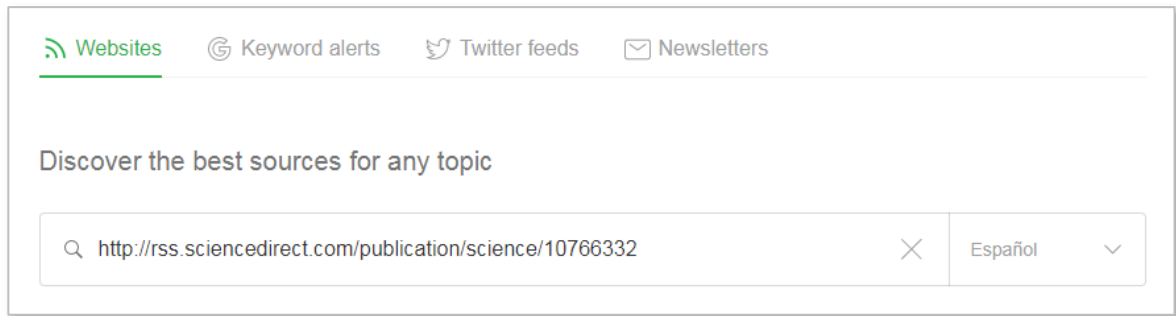 Websites Keyword alerts Twitter feeds Newsletters
Discover the best sources for any topic
http://rss.sciencedirect.com/publication/science/10766332 Español